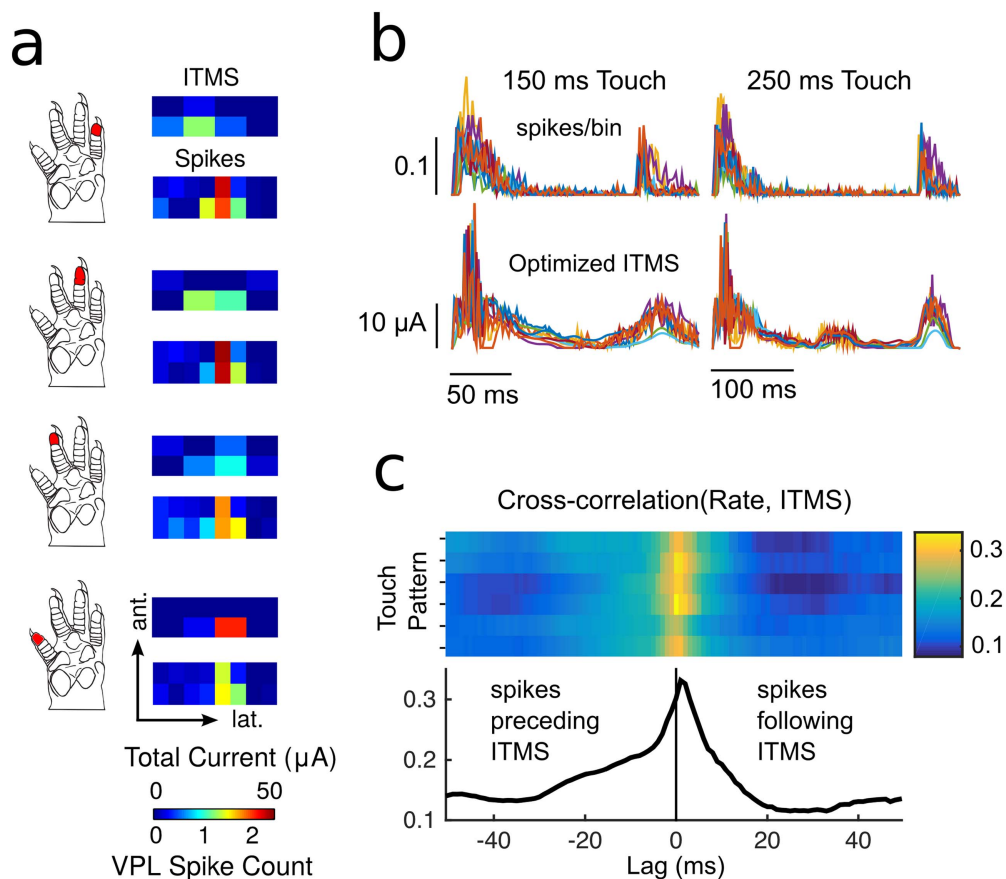 a
ITMS
Spikes
ant.
lat.
Total Current (µA)
0 50
0 1 2
VPL Spike Count
b
150 ms Touch
250 ms Touch
spikes/bin
0.1
Optimized ITMS
10 µA
50 ms
100 ms
c
Cross-correlation(Rate, ITMS)
Touch
Pattern
0.3
0.2
0.1
0.3
0.2
0.1
spikes
preceding
ITMS
spikes
following
ITMS
-40 -20 0 20 40
Lag (ms)